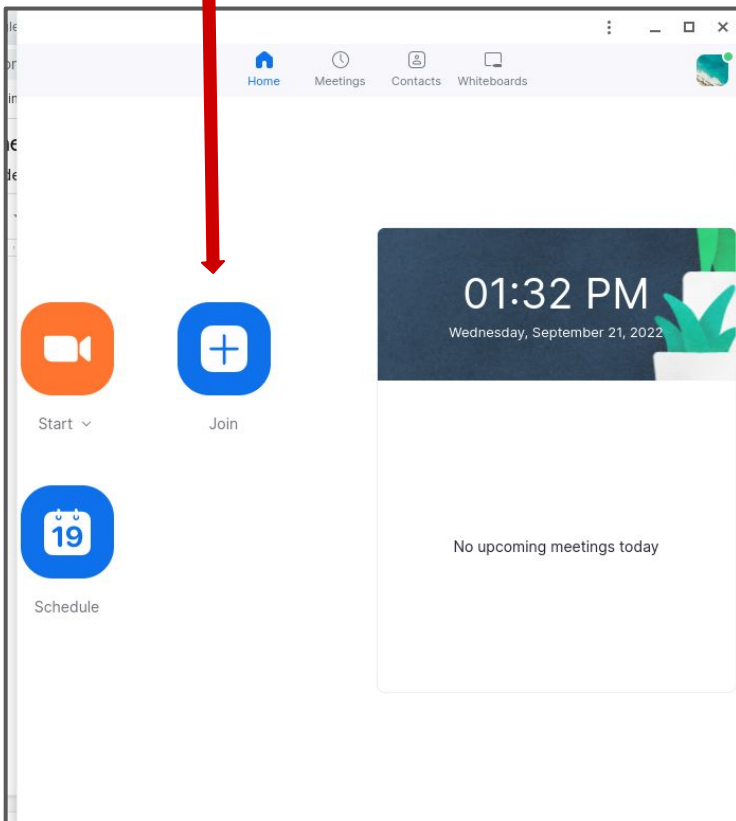 Home Meetings Contacts Whiteboards
01:32 PM
Wednesday, September 21, 2022
Start
Join
19
Schedule
No upcoming meetings today